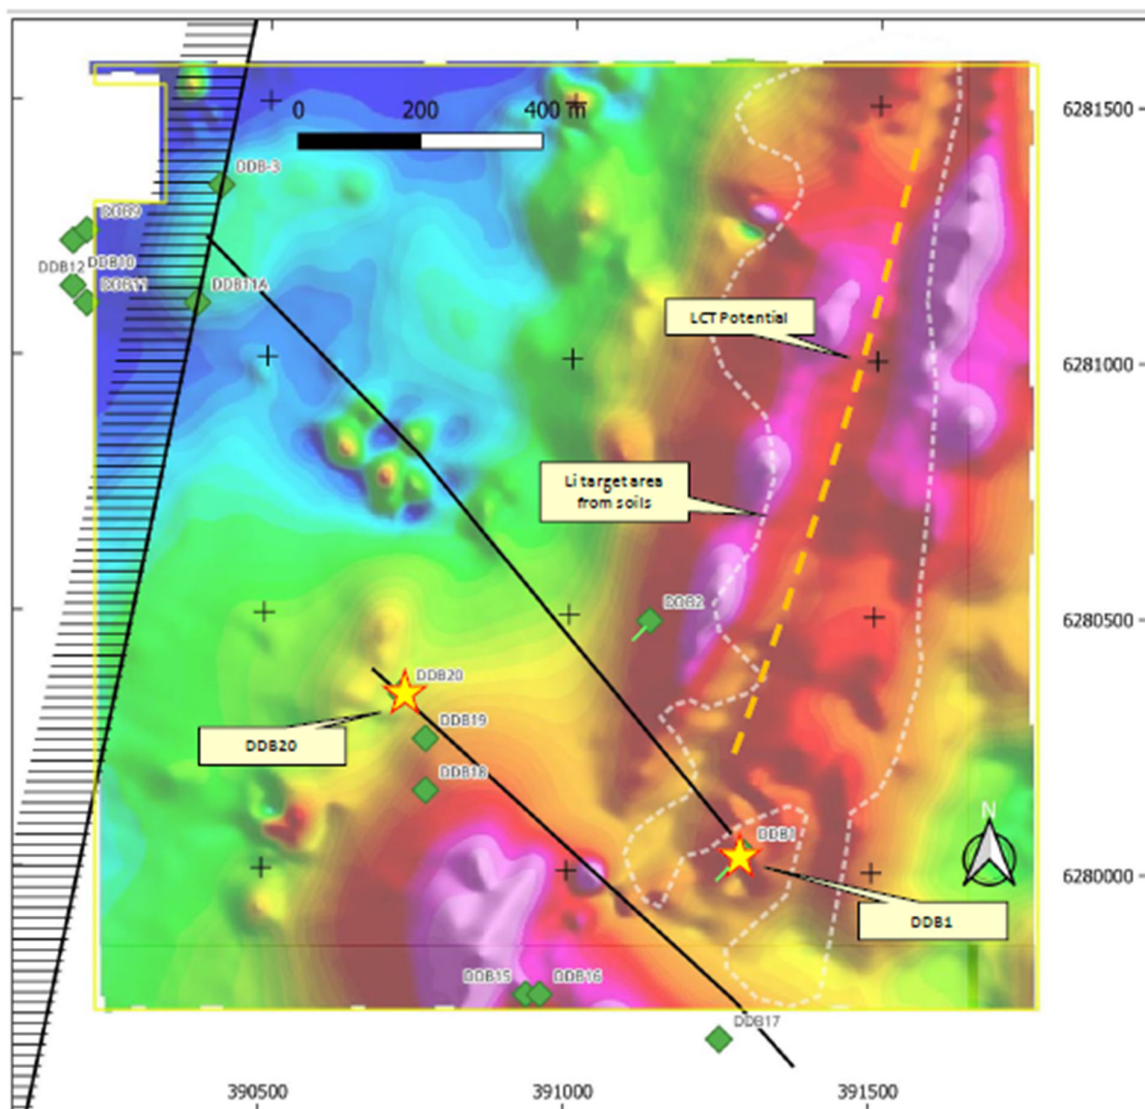 0 200 400 m
6281500
DDB-3
DDB9
DDB12 DDB10
DDB11
DDB11A
LCT Potential
6281000
Li target area
from soils
DDB2
6280500
DDB20
DDB19
DDB20
DDB18
DDB1
N
6280000
DDB1
DDB15 DDB16
DDB17
390500 391000 391500